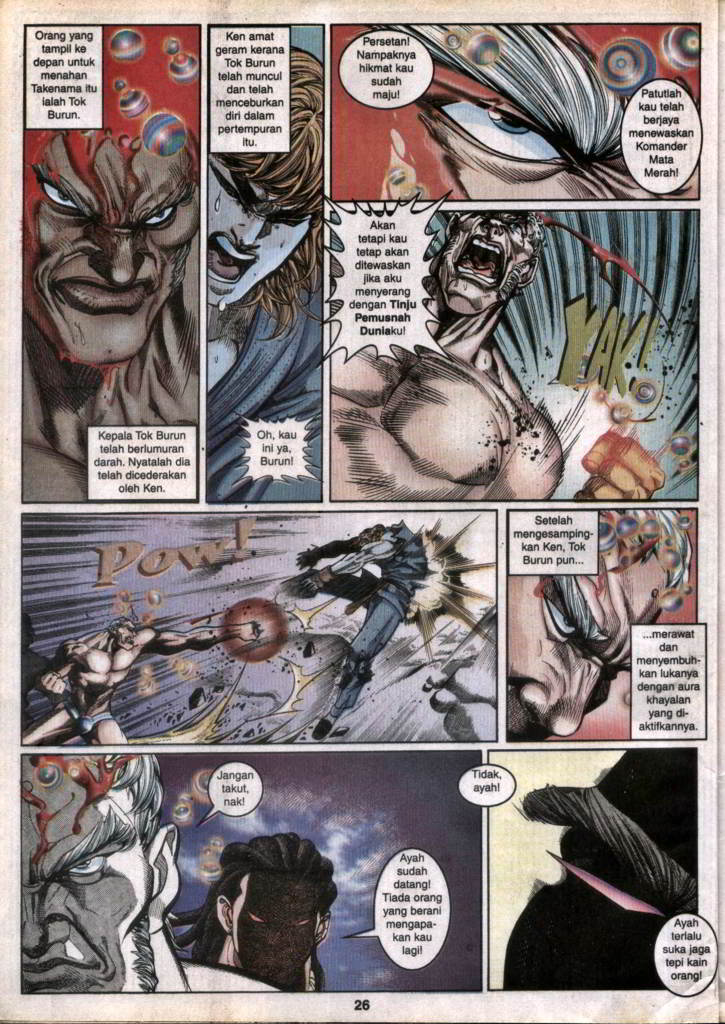 Orang yang
tampil ke
depan untuk
menahan
Takenama itu
ialah Tok
Burun.
Kepala Tok Burun
telah berlumuran
darah. Nyatalah dia
telah dicederakan
oleh Ken.
Ken amat
geram kerana
Tok Burun
telah muncul
dan telah
menceburkan
diri dalam
pertempuran
itu.
Oh, kau
ini ya,
Burun!
Persetan!
Nampaknya
hikmat kau
sudah
maju!
Patutlah
kau telah
berjaya
menewaskan
Komander
Mata
Merah!
Akan
tetapi kau
tetap akan
ditewaskan
jika aku
menyerang
dengan Tinju
Pemusnah
Duniaku!
YAK!
POW!
Setelah
mengesamping-
kan Ken, Tok
Burun pun...
...merawat
dan
menyembuh-
kan lukanya
dengan aura
khayalan
yang di-
aktifkannya.
Jangan
takut,
nak!
Ayah
sudah
datang!
Tiada orang
yang berani
mengapa-
kan kau
lagi!
Tidak,
ayah!
Ayah
terlalu
suka jaga
tepi kain
orang!
26